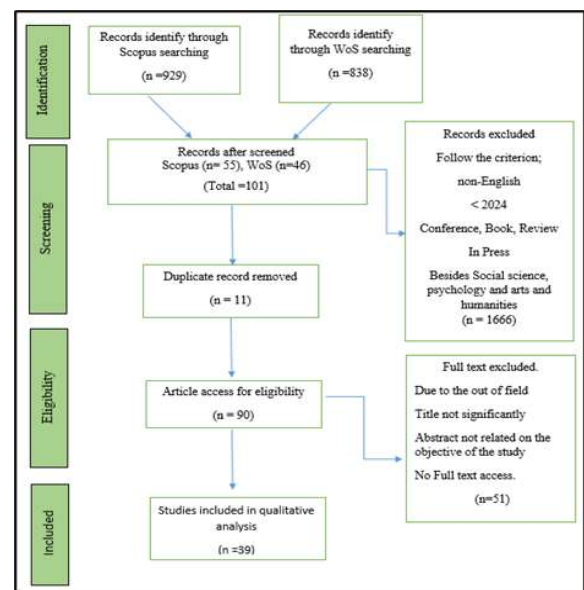 Identification
Records identify through
Scopus searching
(n =929)
Records identify
through WoS searching
(n =838)
Screening
Records after screened
Scopus (n= 55), WoS (n=46)
(Total =101)
Records excluded
Follow the criterion;
non-English
< 2024
Conference, Book, Review
In Press
Besides Social science,
psychology and arts and
humanities
(n = 1666)
Duplicate record removed
(n = 11)
Eligibility
Article access for eligibility
(n = 90)
Full text excluded.
Due to the out of field
Title not significantly
Abstract not related on the
objective of the study
No Full text access.
(n=51)
Included
Studies included in qualitative
analysis
(n =39)